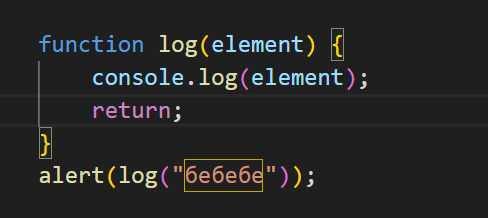 function log(element) {
    console.log(element);
    return;
}
alert(log("бебебе"));